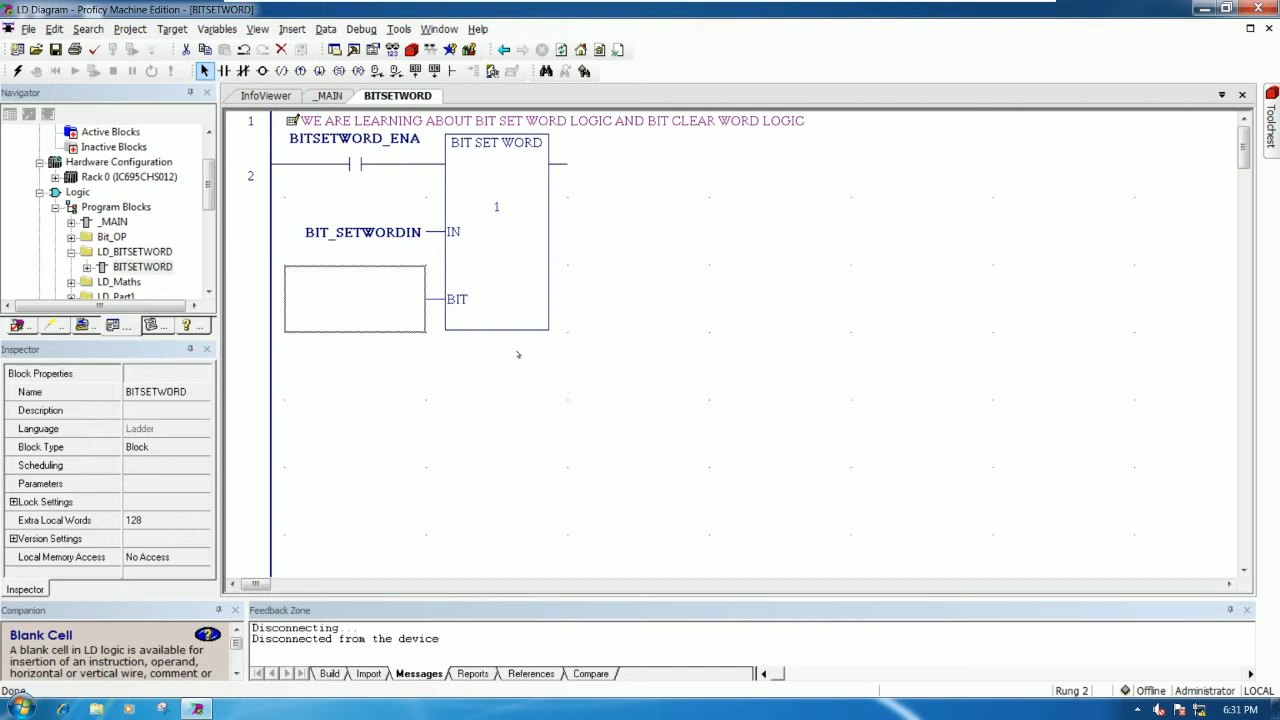 LD Diagram - Proficy Machine Edition - [BITSETWORD]
File Edit Search Project Target Variables View Insert Data Debug Tools Window Help
Navigator
Active Blocks
Inactive Blocks
Hardware Configuration
Rack 0 (IC695CHS012)
Logic
Program Blocks
_MAIN
Bit_OP
LD_BITSETWORD
BITSETWORD
LD_Maths
LD_Part1
InfoViewer _MAIN BITSETWORD
1 WE ARE LEARNING ABOUT BIT SET WORD LOGIC AND BIT CLEAR WORD LOGIC
BITSETWORD_ENA BIT SET WORD
2
1
BIT_SETWORDIN IN
BIT
Toolchest
Inspector
Block Properties
Name BITSETWORD
Description
Language Ladder
Block Type Block
Scheduling
Parameters
Lock Settings
Extra Local Words 128
Version Settings
Local Memory Access No Access
Inspector
Companion
Blank Cell
A blank cell in LD logic is available for
insertion of an instruction, operand,
horizontal or vertical wire, comment or
Feedback Zone
Disconnecting...
Disconnected from the device
Build Import Messages Reports References Compare
Done
Rung 2 Offline Administrator LOCAL
6:31 PM